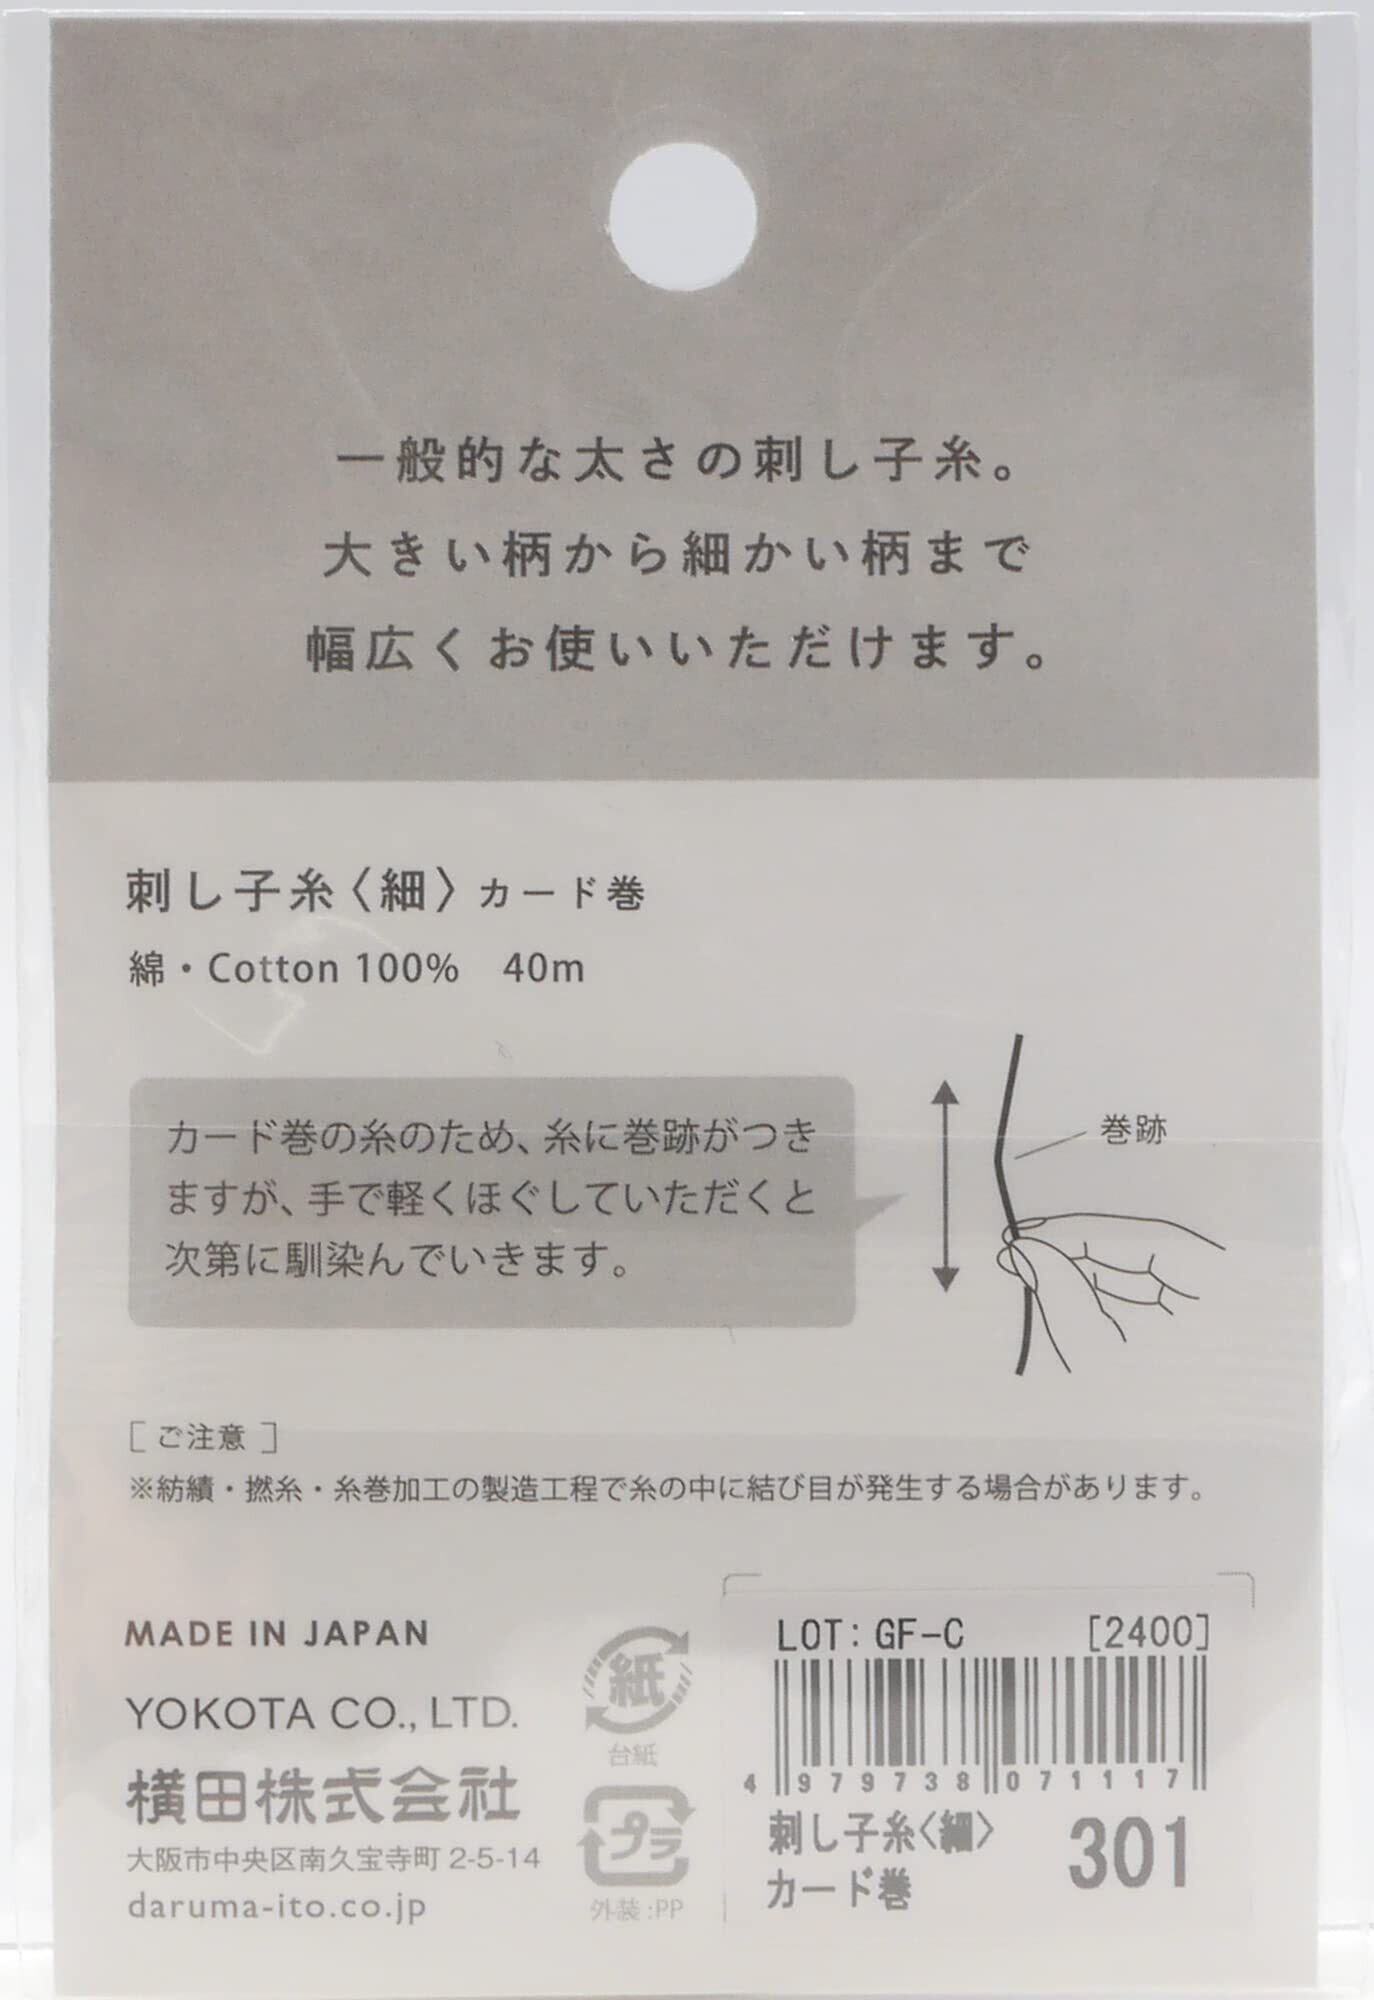 一般的な太さの刺し子糸。
大きい柄から細かい柄まで
幅広くお使いいただけます。
刺し子糸〈細〉カード巻
綿・Cotton 100%　40m
カード巻の糸のため、糸に巻跡がつき
ますが、手で軽くほぐしていただくと
次第に馴染んでいきます。
巻跡
［ ご注意 ］
※紡績・撚糸・糸巻加工の製造工程で糸の中に結び目が発生する場合があります。
MADE IN JAPAN
YOKOTA CO., LTD.
横田株式会社
大阪市中央区南久宝寺町 2-5-14
daruma-ito.co.jp
紙
台紙
プラ
外装:PP
LOT: GF-C [2400]
4 979738 071117
刺し子糸〈細〉
カード巻
301